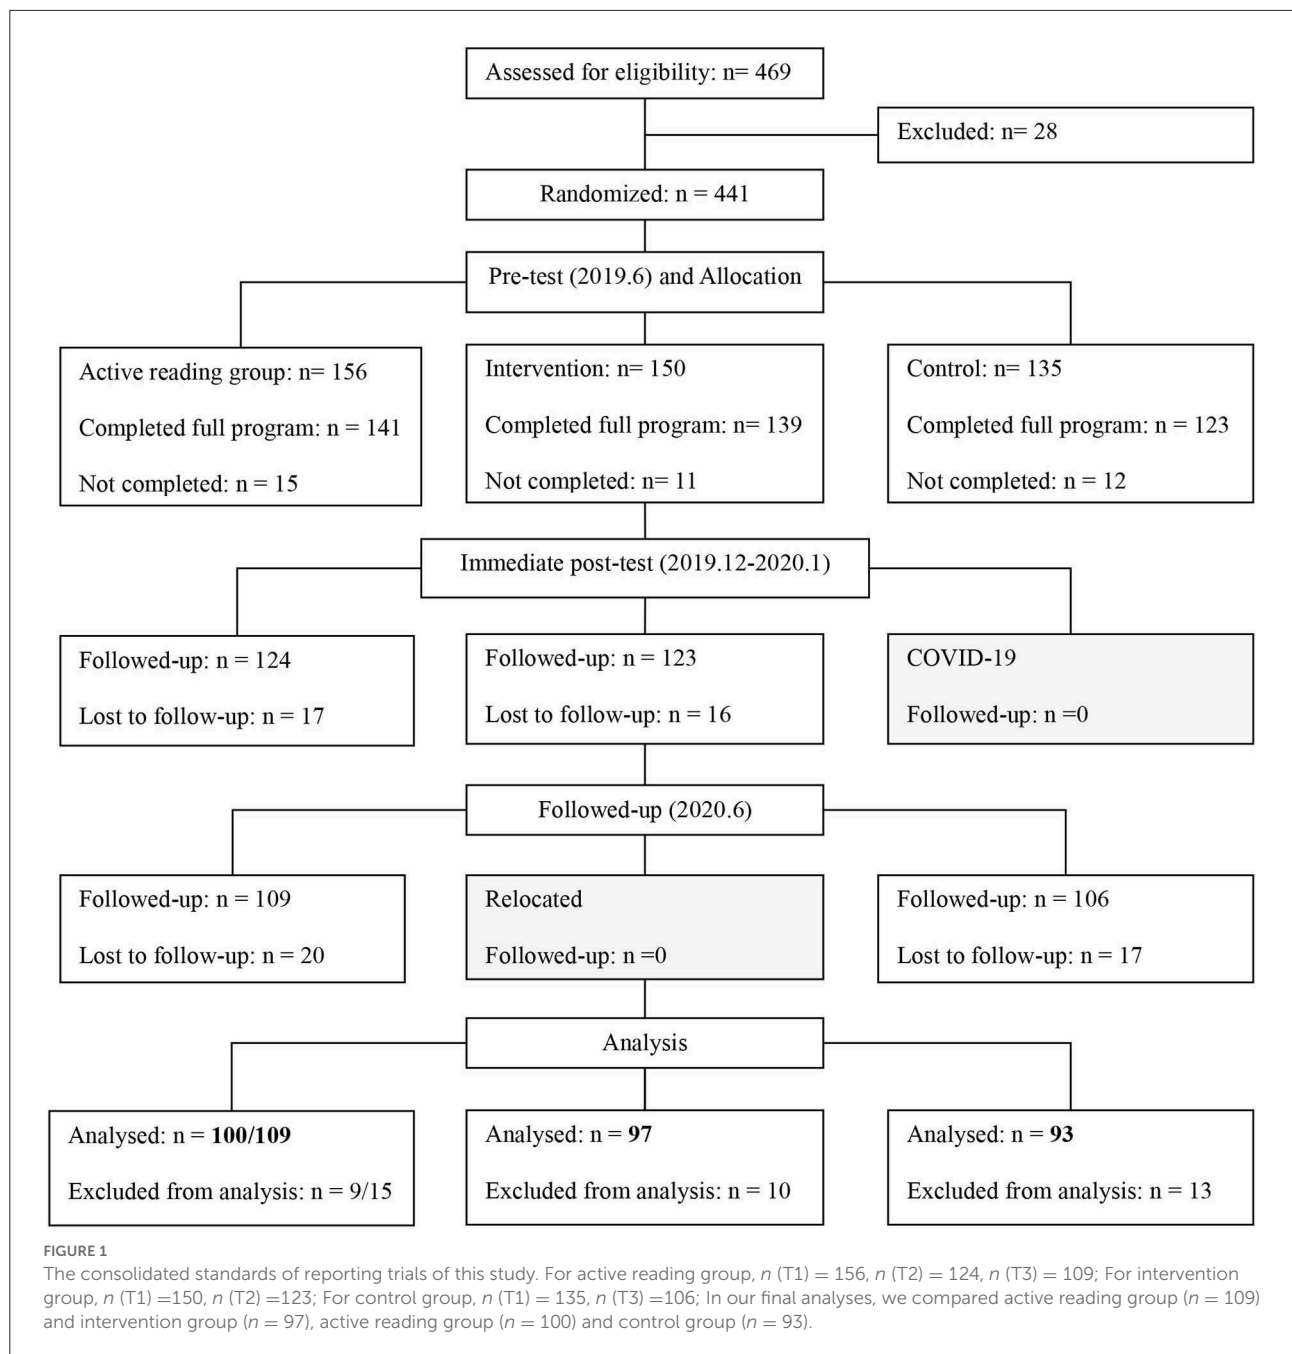 Assessed for eligibility: n= 469
Excluded: n= 28
Randomized: n = 441
Pre-test (2019.6) and Allocation
Active reading group: n= 156
Completed full program: n = 141
Not completed: n = 15
Intervention: n= 150
Completed full program: n= 139
Not completed: n= 11
Control: n= 135
Completed full program: n = 123
Not completed: n = 12
Immediate post-test (2019.12-2020.1)
Followed-up: n = 124
Lost to follow-up: n = 17
Followed-up: n = 123
Lost to follow-up: n = 16
COVID-19
Followed-up: n =0
Followed-up (2020.6)
Followed-up: n = 109
Lost to follow-up: n = 20
Relocated
Followed-up: n =0
Followed-up: n = 106
Lost to follow-up: n = 17
Analysis
Analysed: n = 100/109
Excluded from analysis: n = 9/15
Analysed: n = 97
Excluded from analysis: n = 10
Analysed: n = 93
Excluded from analysis: n = 13
FIGURE 1
The consolidated standards of reporting trials of this study. For active reading group, n (T1) = 156, n (T2) = 124, n (T3) = 109; For intervention
group, n (T1) =150, n (T2) =123; For control group, n (T1) = 135, n (T3) =106; In our final analyses, we compared active reading group (n = 109)
and intervention group (n = 97), active reading group (n = 100) and control group (n = 93).